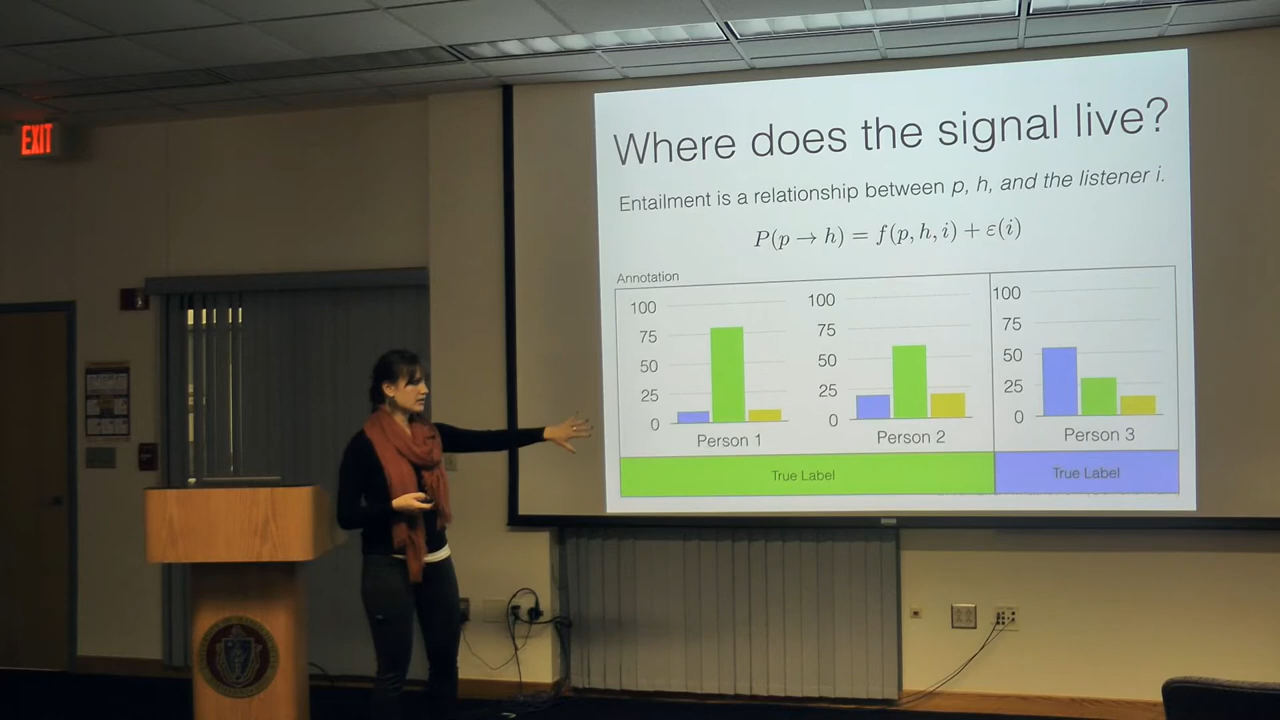 EXIT
Where does the signal live?
Entailment is a relationship between p, h, and the listener i.
P(p → h) = f(p, h, i) + ε(i)
Annotation
100
75
50
25
0
Person 1
100
75
50
25
0
Person 2
100
75
50
25
0
Person 3
True Label
True Label